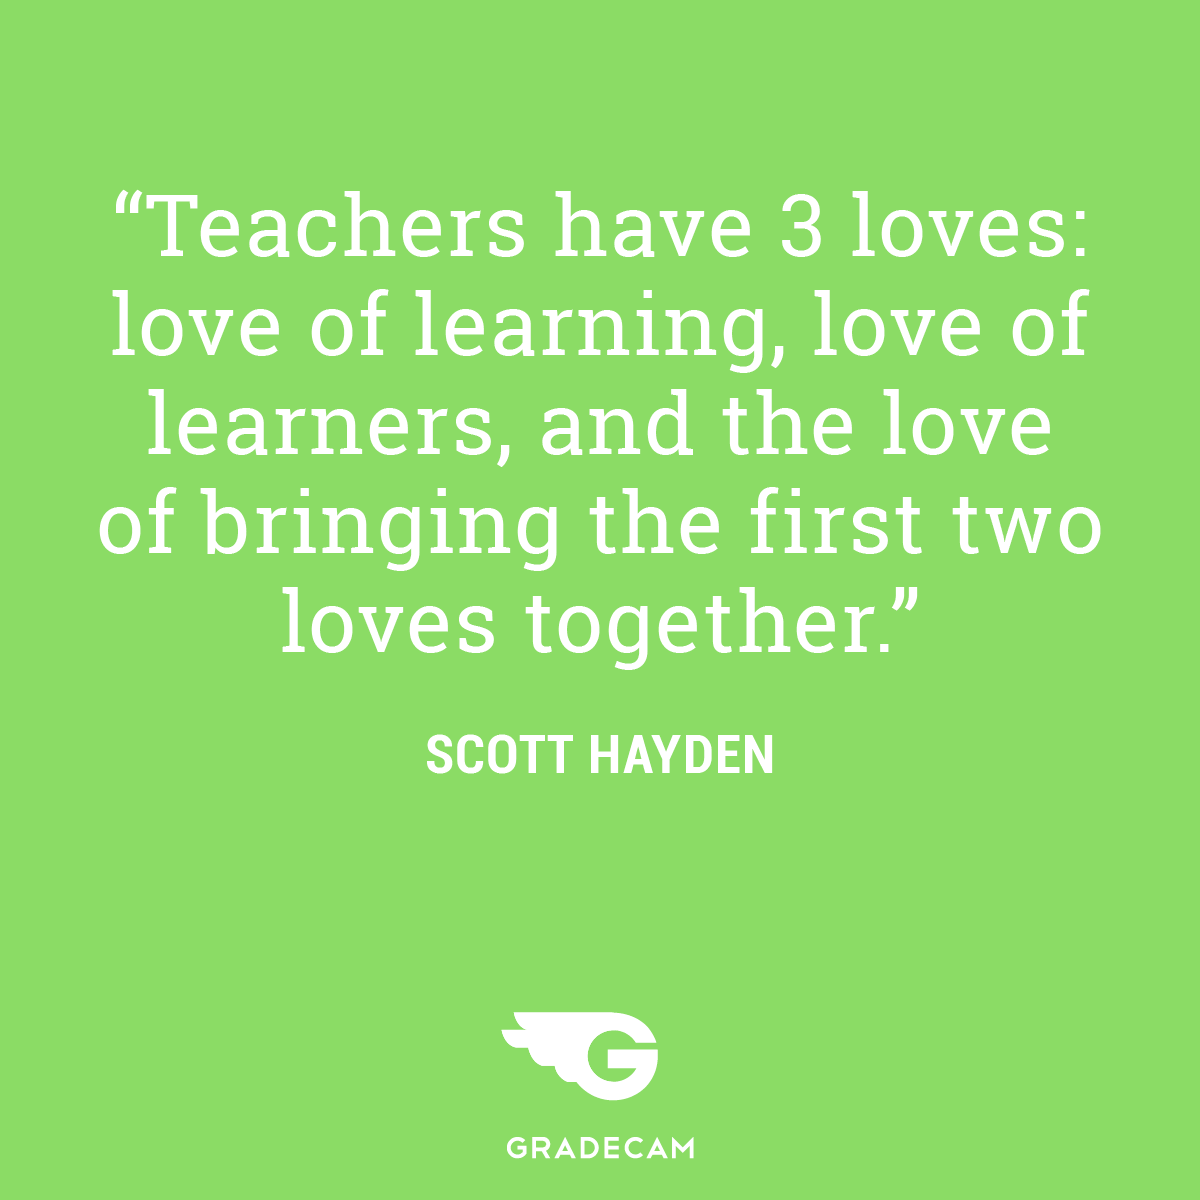 “Teachers have 3 loves:
love of learning, love of
learners, and the love
of bringing the first two
loves together.”
SCOTT HAYDEN
GRADECAM